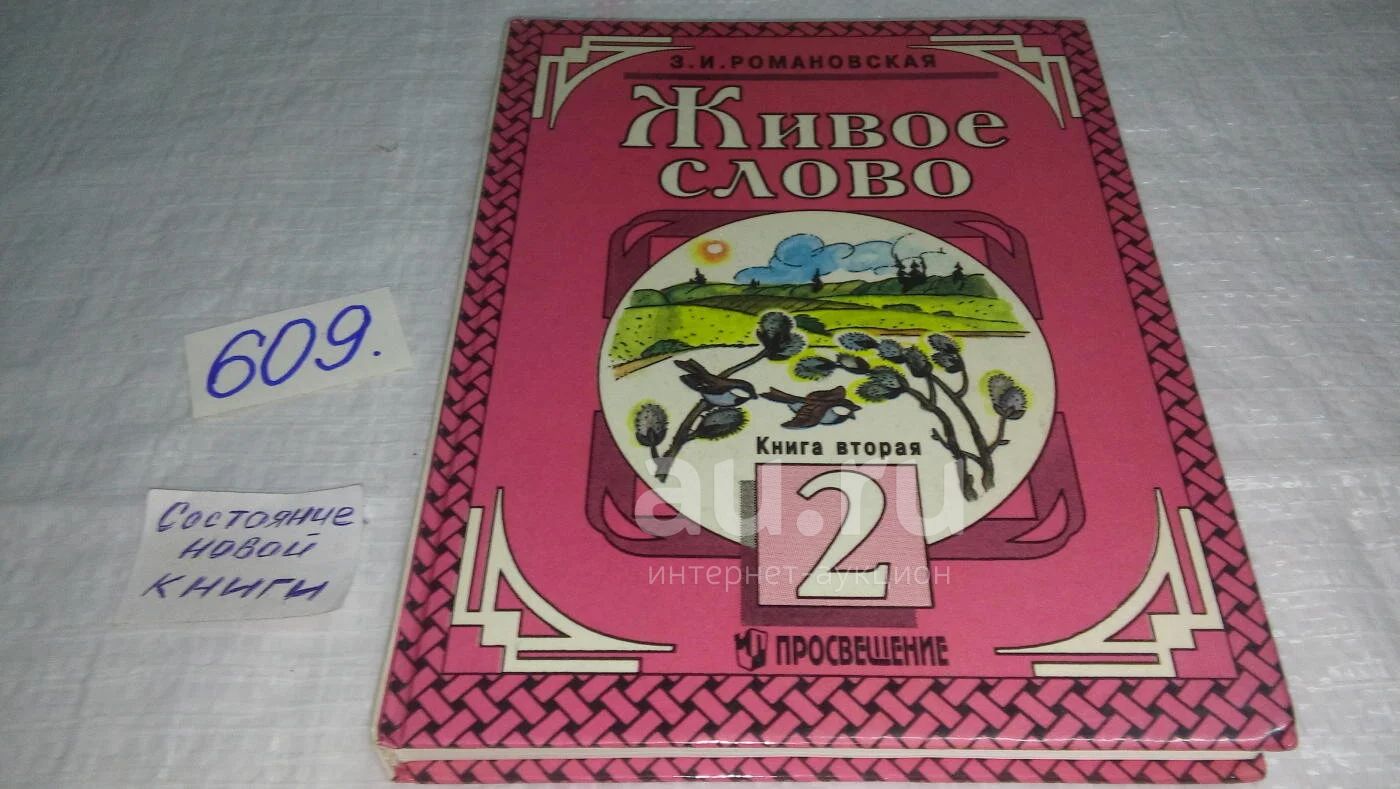 З.И.РОМАНОВСКАЯ
Живое
слово
Книга вторая
2
ПРОСВЕЩЕНИЕ
609.
Состояние
новой
книги
au.ru
интернет-аукцион